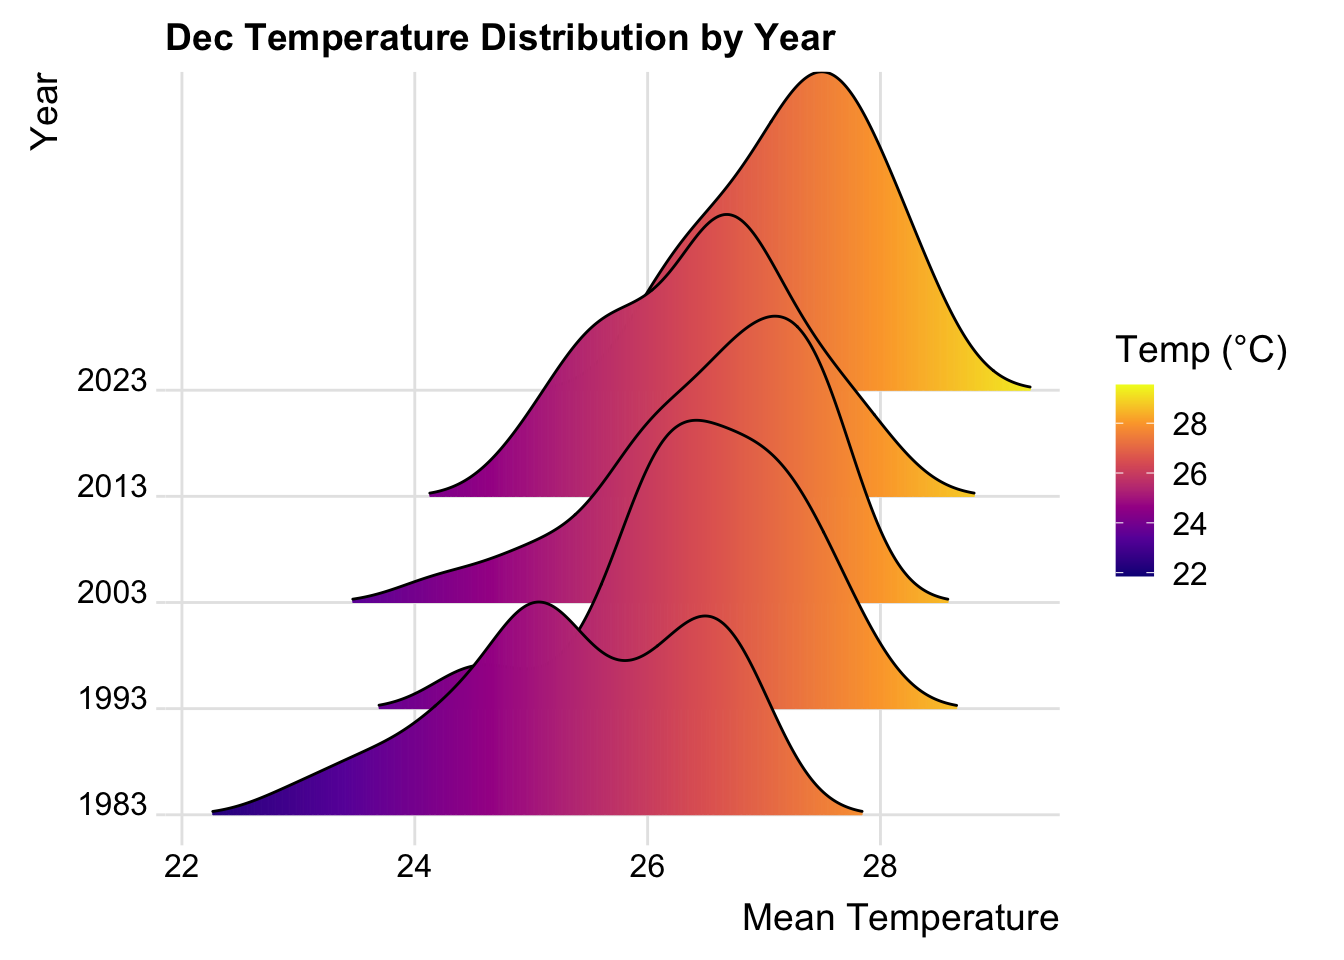 Dec Temperature Distribution by Year
Year
2023
2013
2003
1993
1983
22 24 26 28
Mean Temperature
Temp (°C)
28
26
24
22